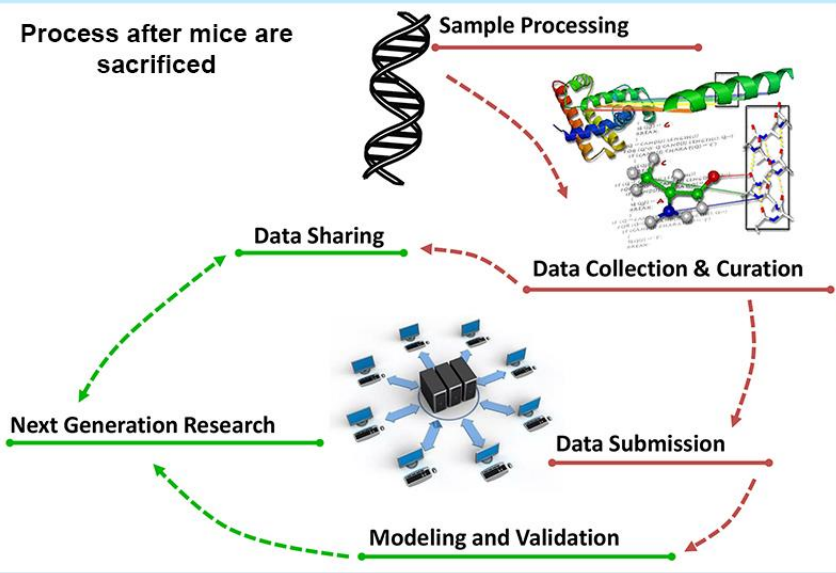 Process after mice are
sacrificed
Sample Processing
Data Sharing
Data Collection & Curation
Next Generation Research
Data Submission
Modeling and Validation